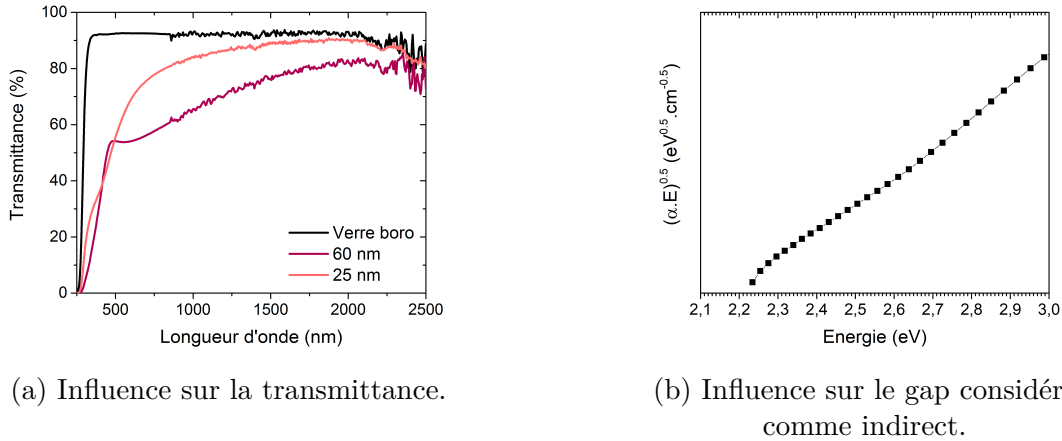 100
80
60
40
20
0
Transmittance (%)
500 1000 1500 2000 2500
Longueur d'onde (nm)
Verre boro
60 nm
25 nm
(a) Influence sur la transmittance.
(α.E)^0.5 (eV^0.5.cm^-0.5)
2,1 2,2 2,3 2,4 2,5 2,6 2,7 2,8 2,9 3,0
Energie (eV)
(b) Influence sur le gap considér
comme indirect.